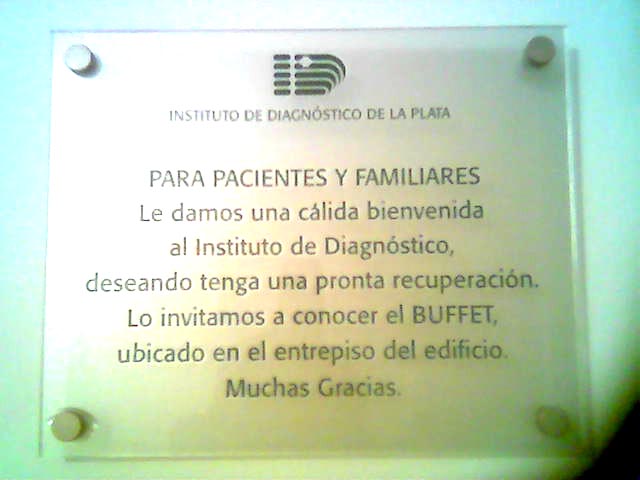 INSTITUTO DE DIAGNÓSTICO DE LA PLATA
PARA PACIENTES Y FAMILIARES
Le damos una cálida bienvenida
al Instituto de Diagnóstico,
deseando tenga una pronta recuperación.
Lo invitamos a conocer el BUFFET,
ubicado en el entrepiso del edificio.
Muchas Gracias.